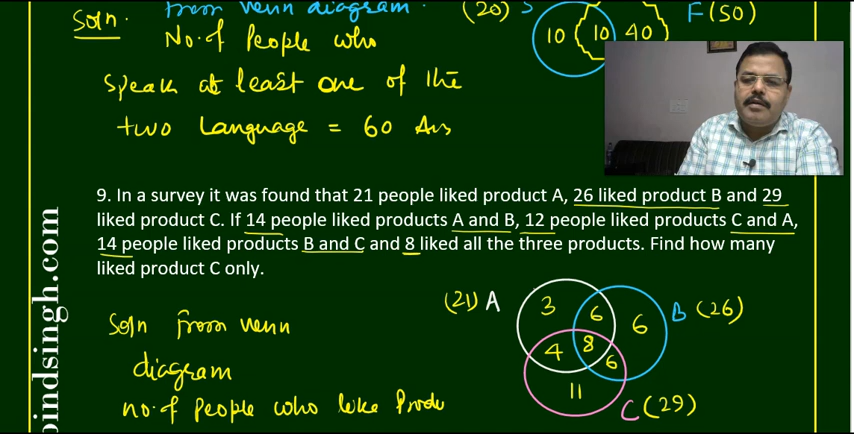 Soln. From venn diagram.
No. of People who
Speak at least one of the
two Language = 60 Ans
(20) S
F (50)
10
10
40
9. In a survey it was found that 21 people liked product A, 26 liked product B and 29
liked product C. If 14 people liked products A and B, 12 people liked products C and A,
14 people liked products B and C and 8 liked all the three products. Find how many
liked product C only.
Soln From venn
diagram
no. of People who like Produ
(21) A
B (26)
C (29)
3
6
6
4
8
6
11
bindsingh.com